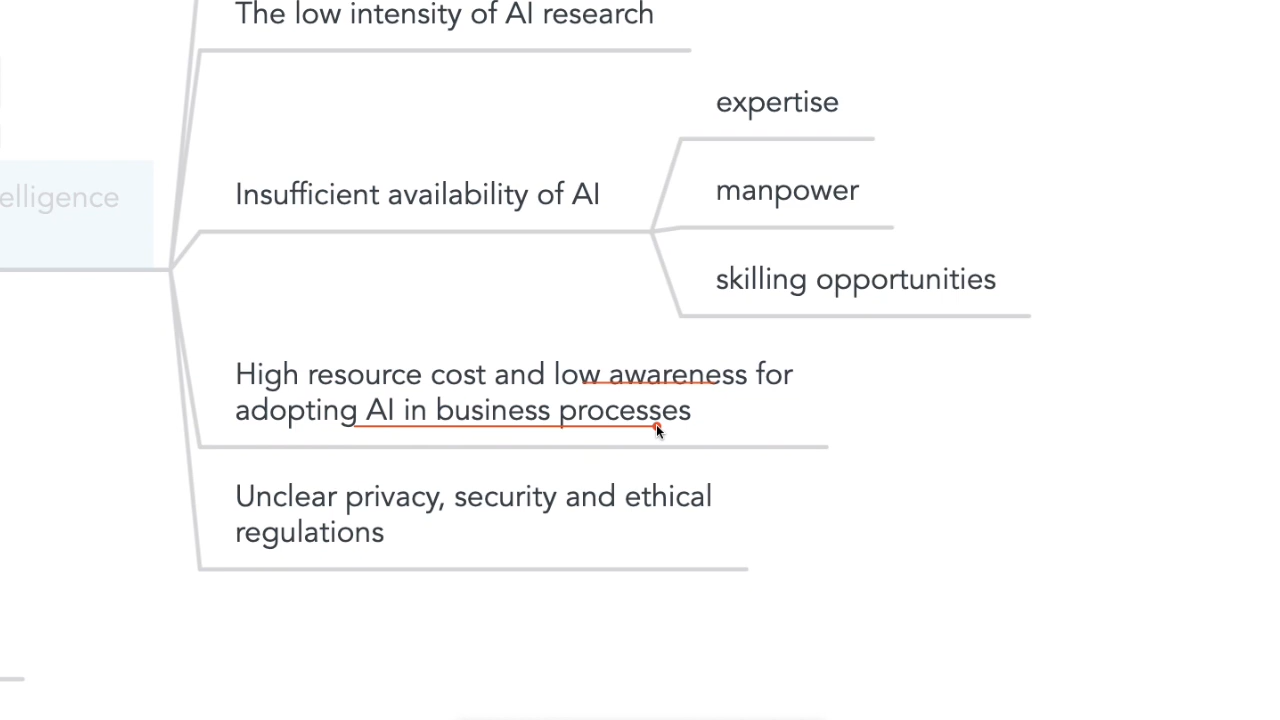 The low intensity of AI research
expertise
Insufficient availability of AI
manpower
elligence
skilling opportunities
High resource cost and low awareness for
adopting AI in business processes
Unclear privacy, security and ethical
regulations